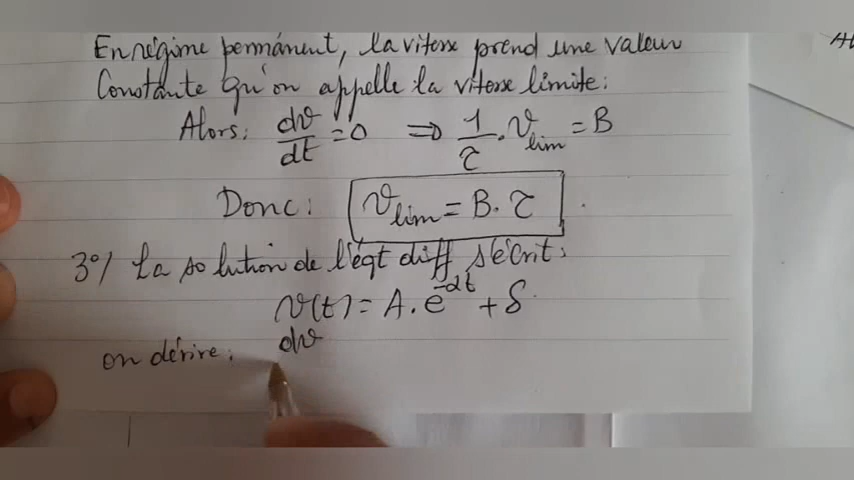 En régime permanent, la vitesse prend une valeur
Constante qu'on appelle la vitesse limite:
Alors: dv/dt = 0 ⇒ 1/τ . v_lim = B
Donc: v_lim = B. τ .
3°/ La solution de l'éqt diff s'écrit:
v(t) = A. e^-αt + δ
on dérive: dv